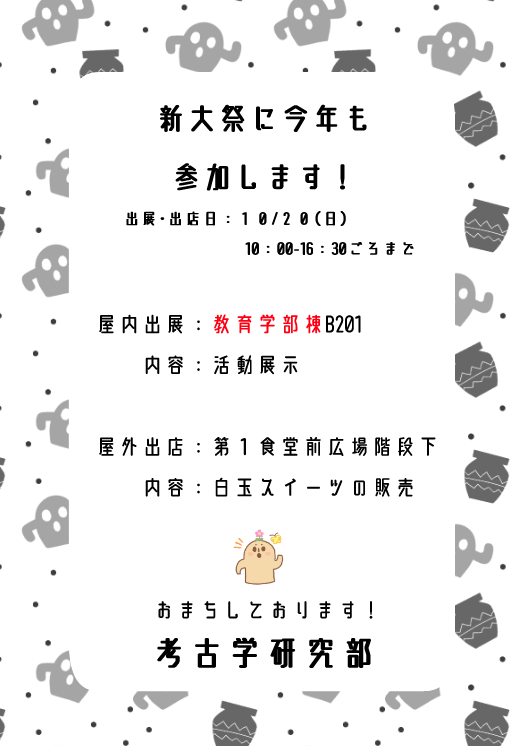 新大祭に今年も
参加します！
出展・出店日：１０/２０(日)
10：00-16：30ごろまで
屋内出展：教育学部棟B201
内容：活動展示
屋外出店：第１食堂前広場階段下
内容：白玉スイーツの販売
おまちしております！
考古学研究部